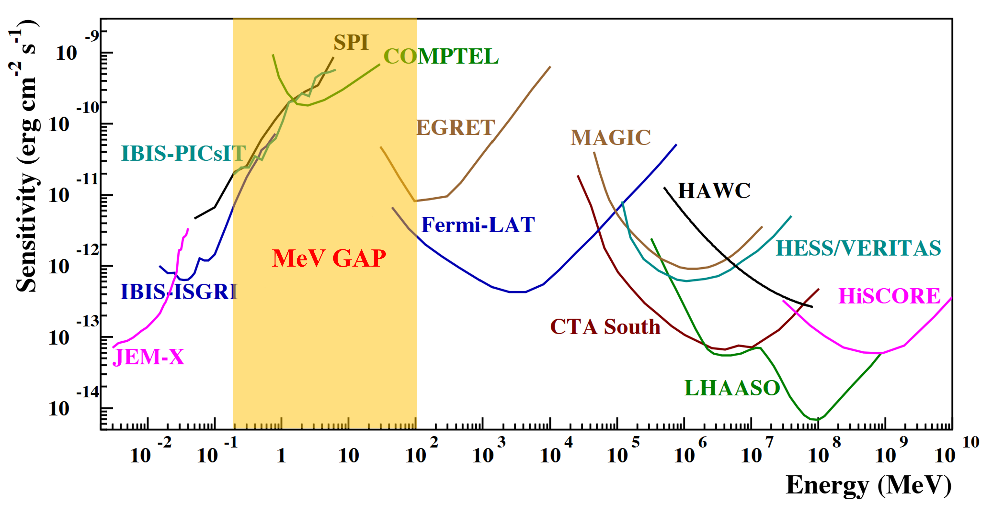 Sensitivity (erg cm-2 s-1)
10-9
10-10
10-11
10-12
10-13
10-14
SPI
COMPTEL
EGRET
IBIS-PICsIT
MAGIC
HAWC
Fermi-LAT
HESS/VERITAS
MeV GAP
IBIS-ISGRI
HiSCORE
CTA South
JEM-X
LHAASO
10-2 10-1 1 10 102 103 104 105 106 107 108 109 1010
Energy (MeV)